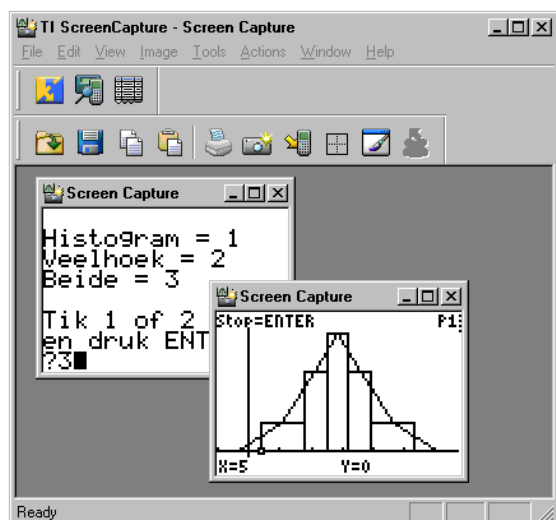 TI ScreenCapture - Screen Capture
File Edit View Image Tools Actions Window Help
Screen Capture
Histogram = 1
Veelhoek = 2
Beide = 3
Tik 1 of 2
en druk ENT
?3
Screen Capture
Stop=ENTER P1:
X=5 Y=0
Ready